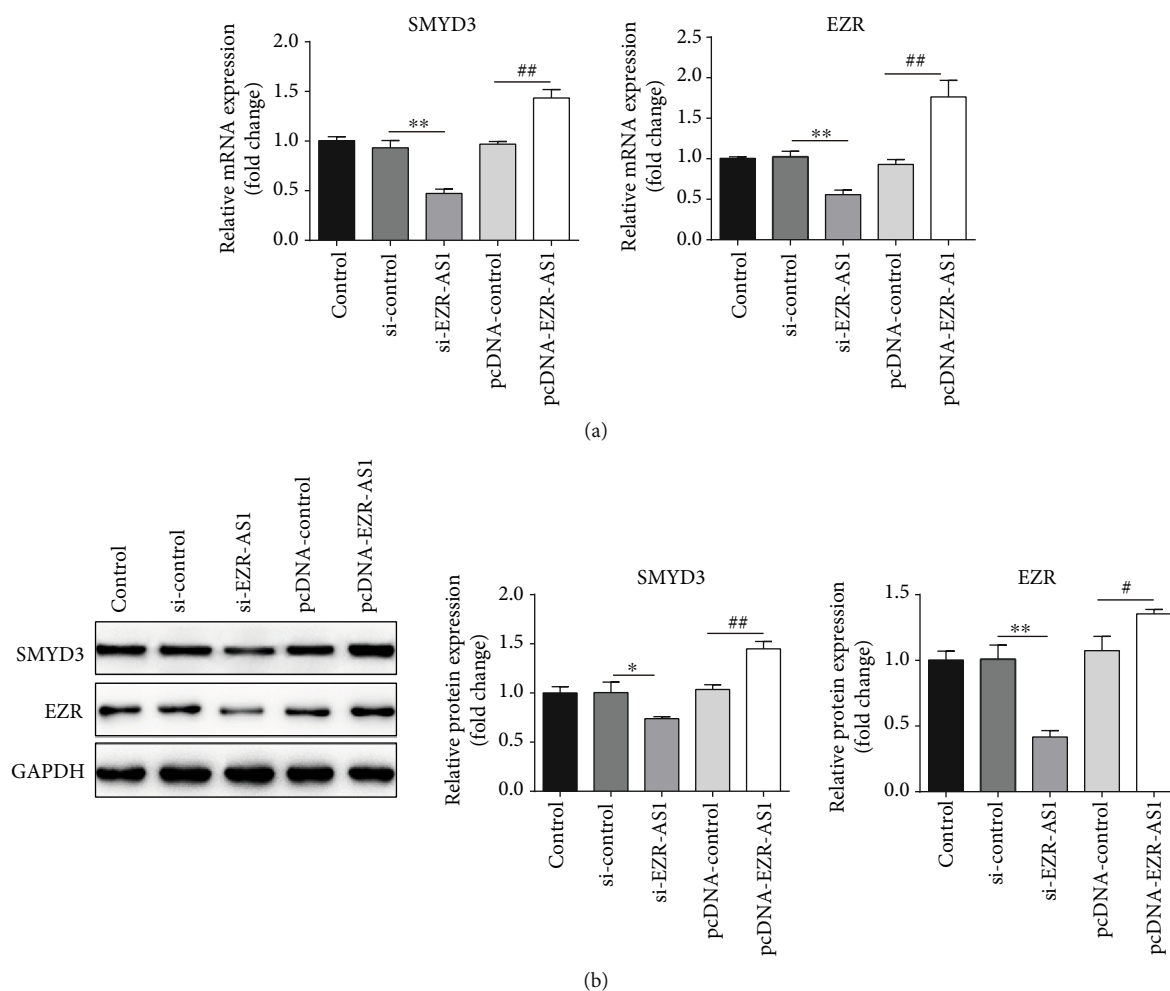 SMYD3
Relative mRNA expression
(fold change)
1.5
1.0
0.5
0.0
**
##
Control
si-control
si-EZR-AS1
pcDNA-control
pcDNA-EZR-AS1
EZR
Relative mRNA expression
(fold change)
2.5
2.0
1.5
1.0
0.5
0.0
**
##
Control
si-control
si-EZR-AS1
pcDNA-control
pcDNA-EZR-AS1
(a)
Control
si-control
si-EZR-AS1
pcDNA-control
pcDNA-EZR-AS1
SMYD3
EZR
GAPDH
SMYD3
Relative protein expression
(fold change)
2.0
1.5
1.0
0.5
0.0
*
##
Control
si-control
si-EZR-AS1
pcDNA-control
pcDNA-EZR-AS1
EZR
Relative protein expression
(fold change)
1.5
1.0
0.5
0.0
**
#
Control
si-control
si-EZR-AS1
pcDNA-control
pcDNA-EZR-AS1
(b)